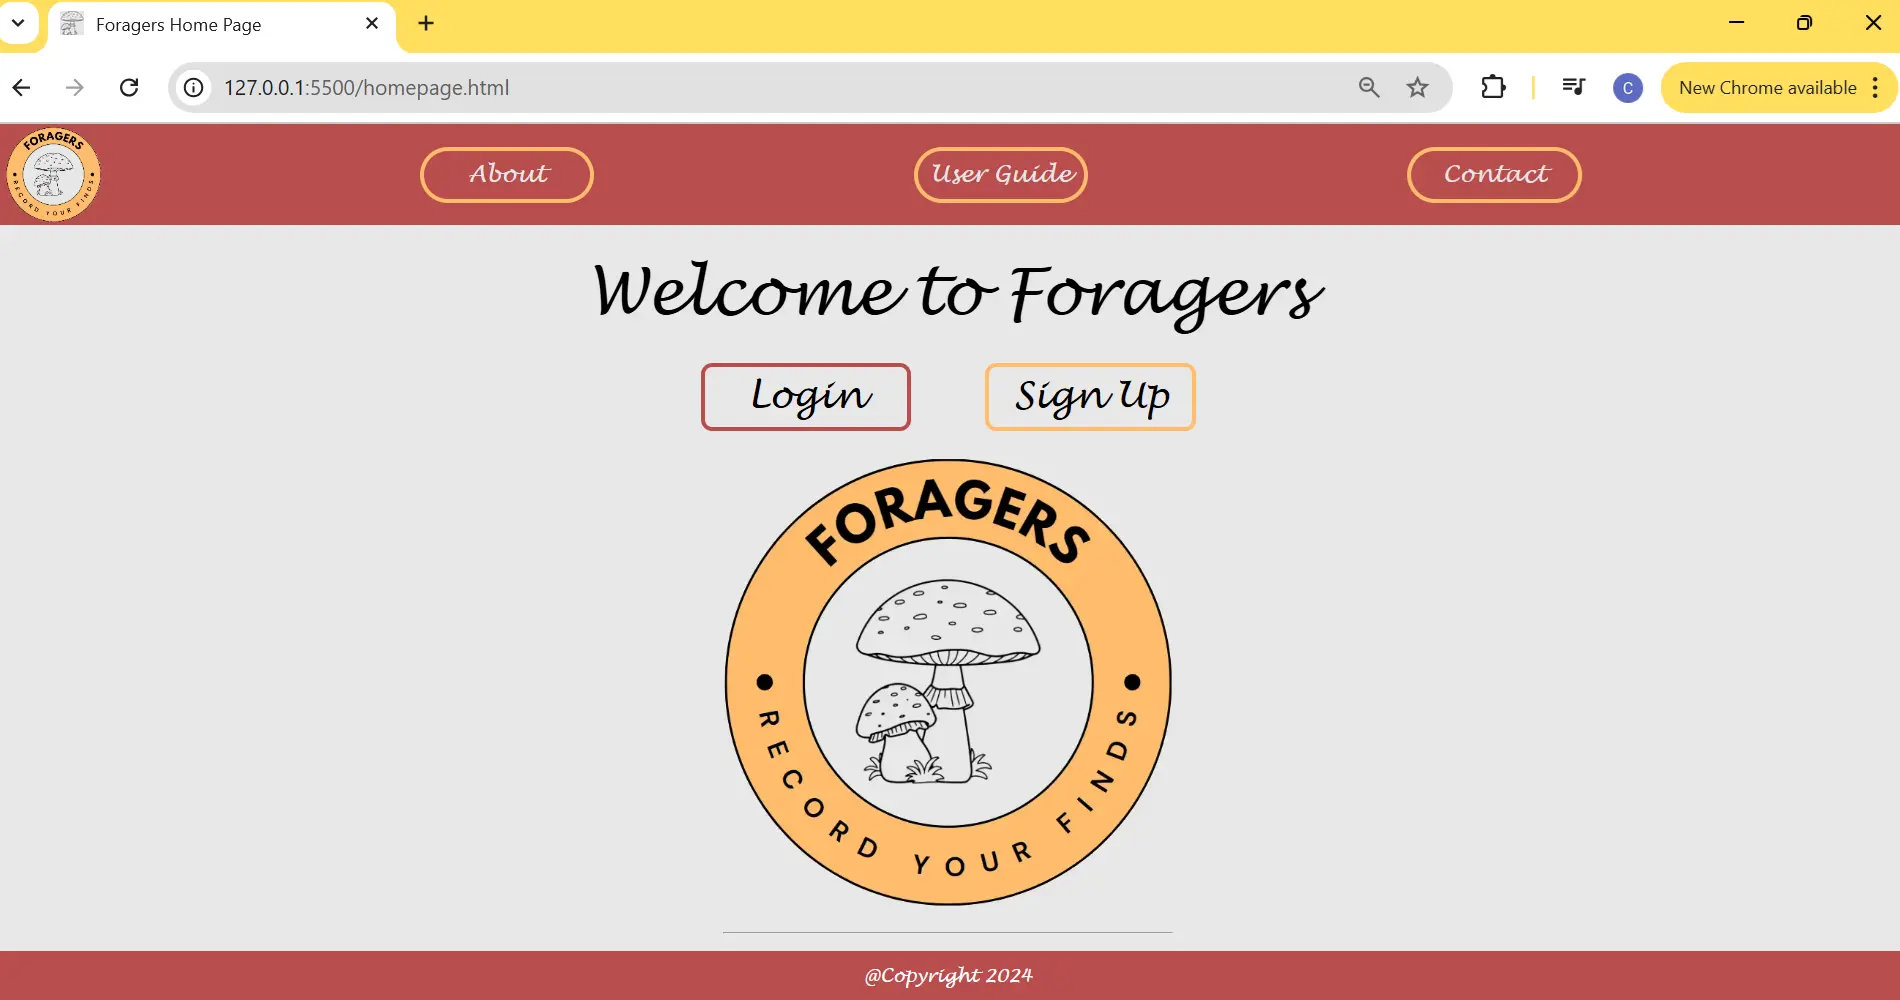 Foragers Home Page
127.0.0.1:5500/homepage.html
C
New Chrome available
FORAGERS
RECORD YOUR FINDS
About
User Guide
Contact
Welcome to Foragers
Login
Sign Up
FORAGERS
RECORD YOUR FINDS
@Copyright 2024